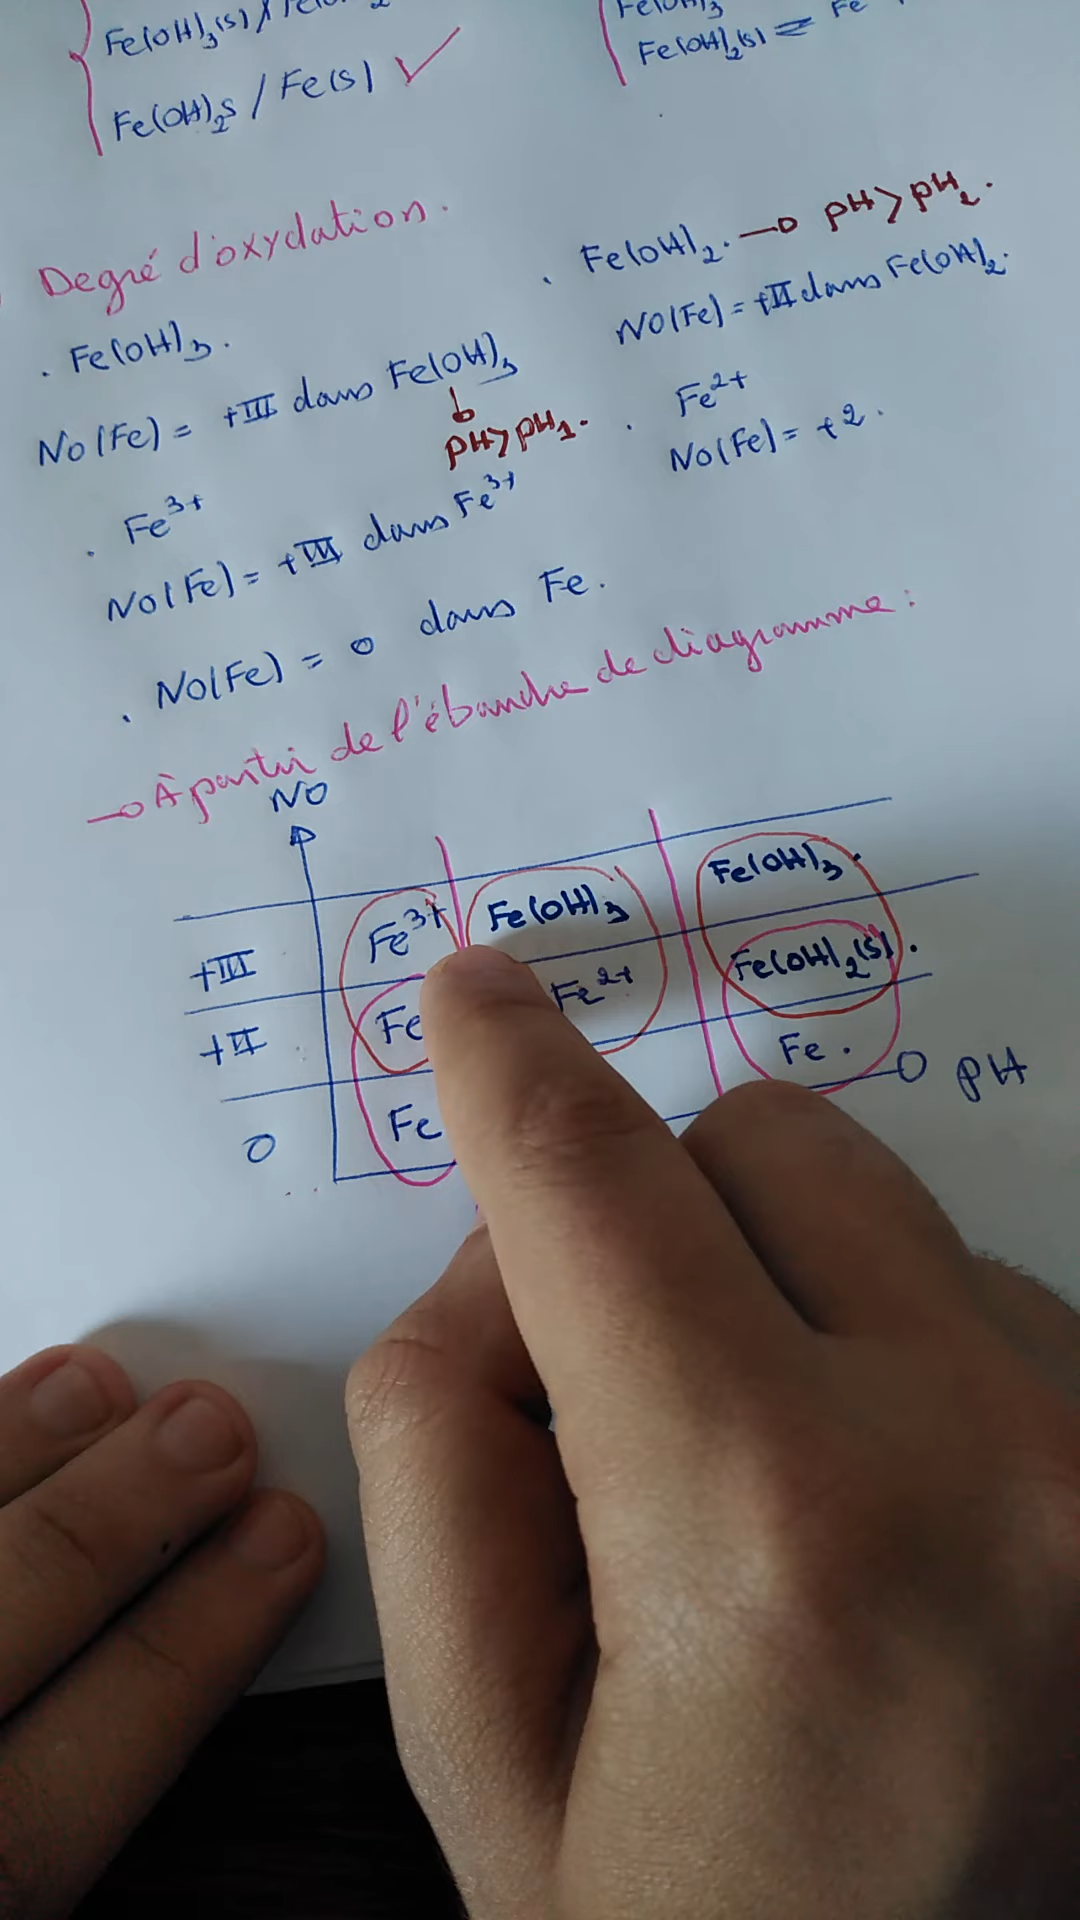 Fe(OH)3(s) /
Fe(OH)2 s / Fe(s) ✓
Fe(OH)3
Fe(OH)2(s) ⇌ Fe
Degré d'oxydation.
. Fe(OH)3.
NO(Fe) = +III dans Fe(OH)3
pH>pH1.
. Fe3+
NO(Fe) = +III dans Fe3+
. NO(Fe) = 0 dans Fe.
. Fe(OH)2. → pH>pH2.
NO(Fe) = +II dans Fe(OH)2.
. Fe2+
NO(Fe) = +2.
→ À partir de l'ébauche de diagramme :
NO
+III Fe3+ Fe(OH)3 Fe(OH)3.
+II Fe Fe2+ Fe(OH)2(s).
0 Fe Fe.
pH